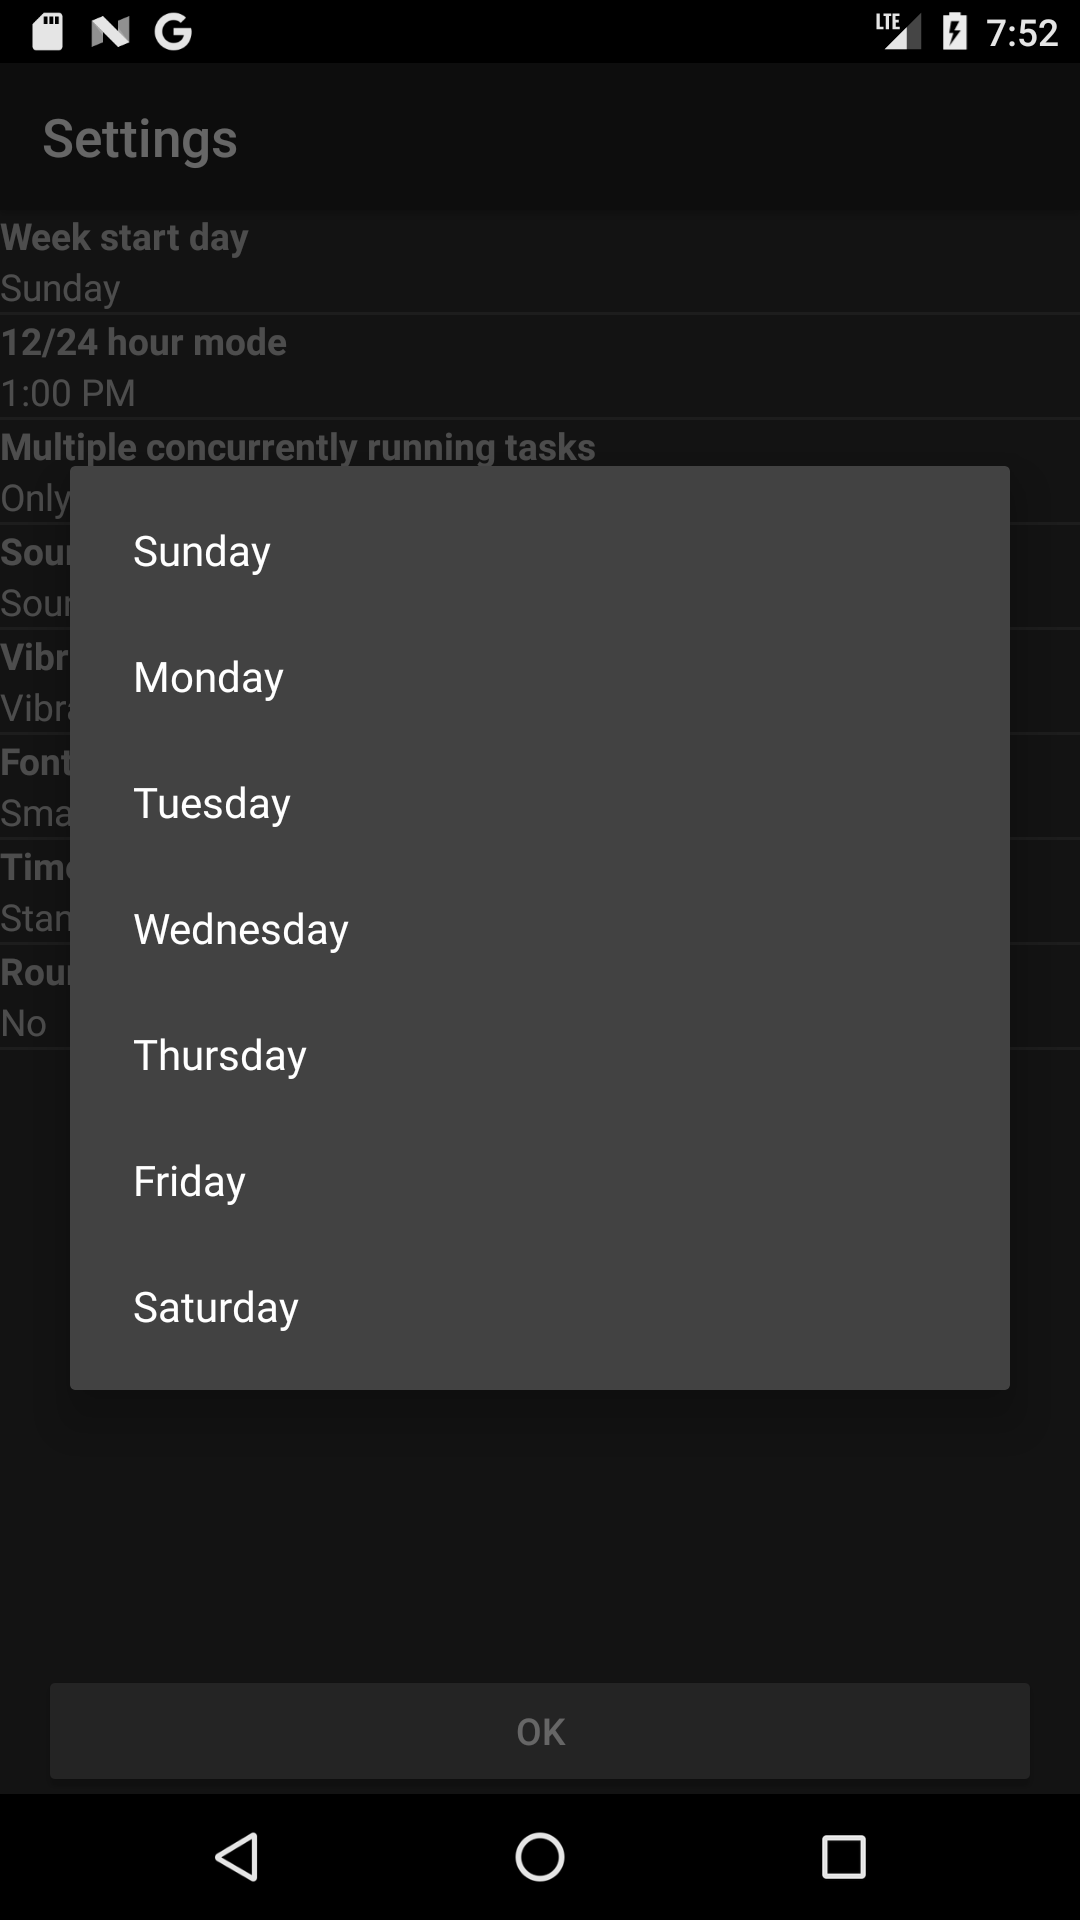 LTE 7:52
Settings
Week start day
Sunday
12/24 hour mode
1:00 PM
Multiple concurrently running tasks
Only
Sunday
Monday
Tuesday
Wednesday
Thursday
Friday
Saturday
No
OK